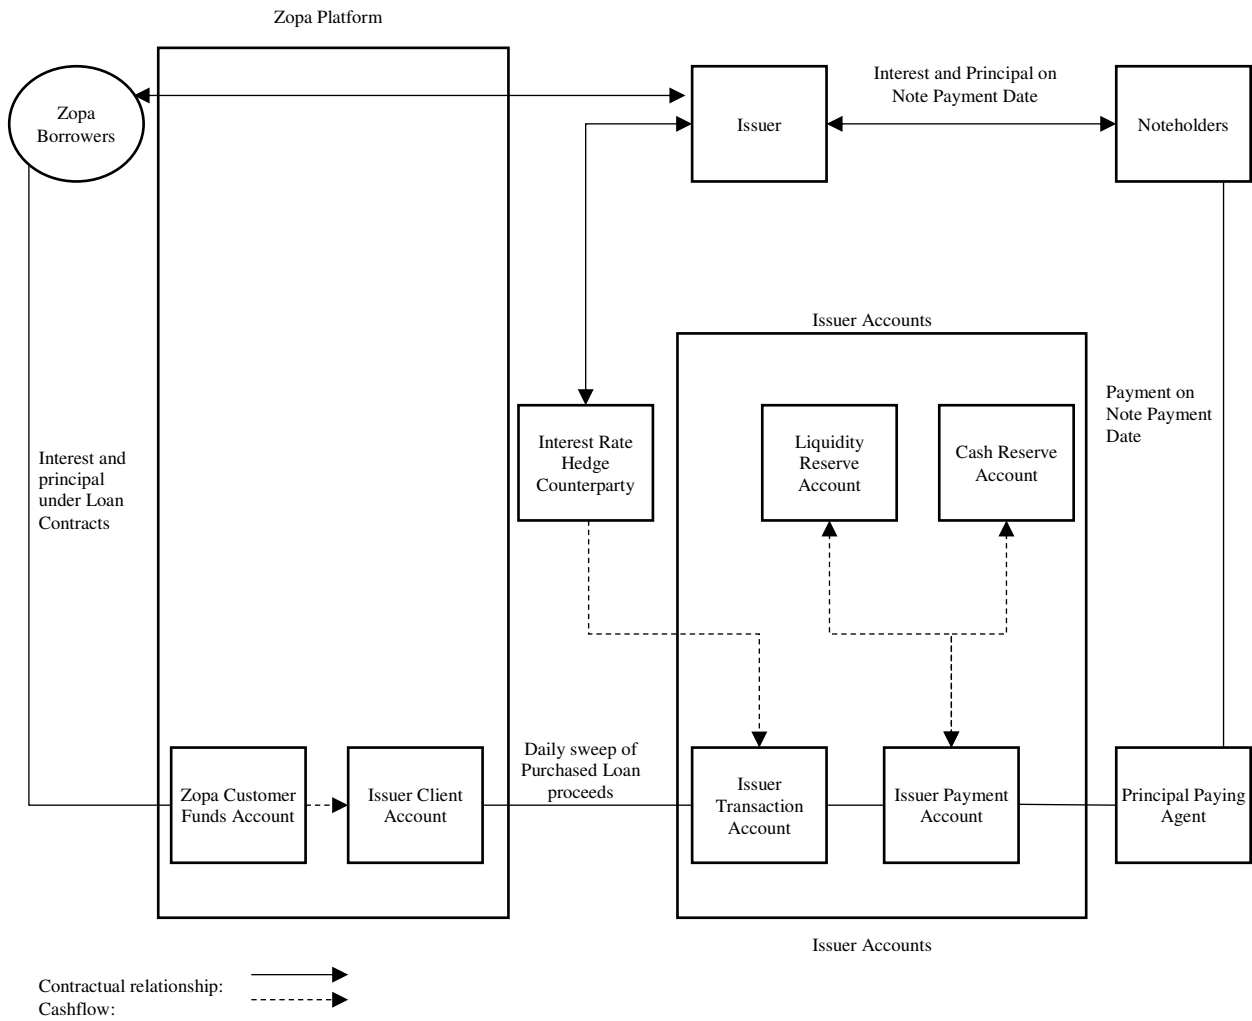 Zopa Platform
Zopa
Borrowers
Issuer
Interest and Principal on
Note Payment Date
Noteholders
Issuer Accounts
Interest Rate
Hedge
Counterparty
Liquidity
Reserve
Account
Cash Reserve
Account
Payment on
Note Payment
Date
Interest and
principal
under Loan
Contracts
Zopa Customer
Funds Account
Issuer Client
Account
Daily sweep of
Purchased Loan
proceeds
Issuer
Transaction
Account
Issuer Payment
Account
Principal Paying
Agent
Issuer Accounts
Contractual relationship:
Cashflow: